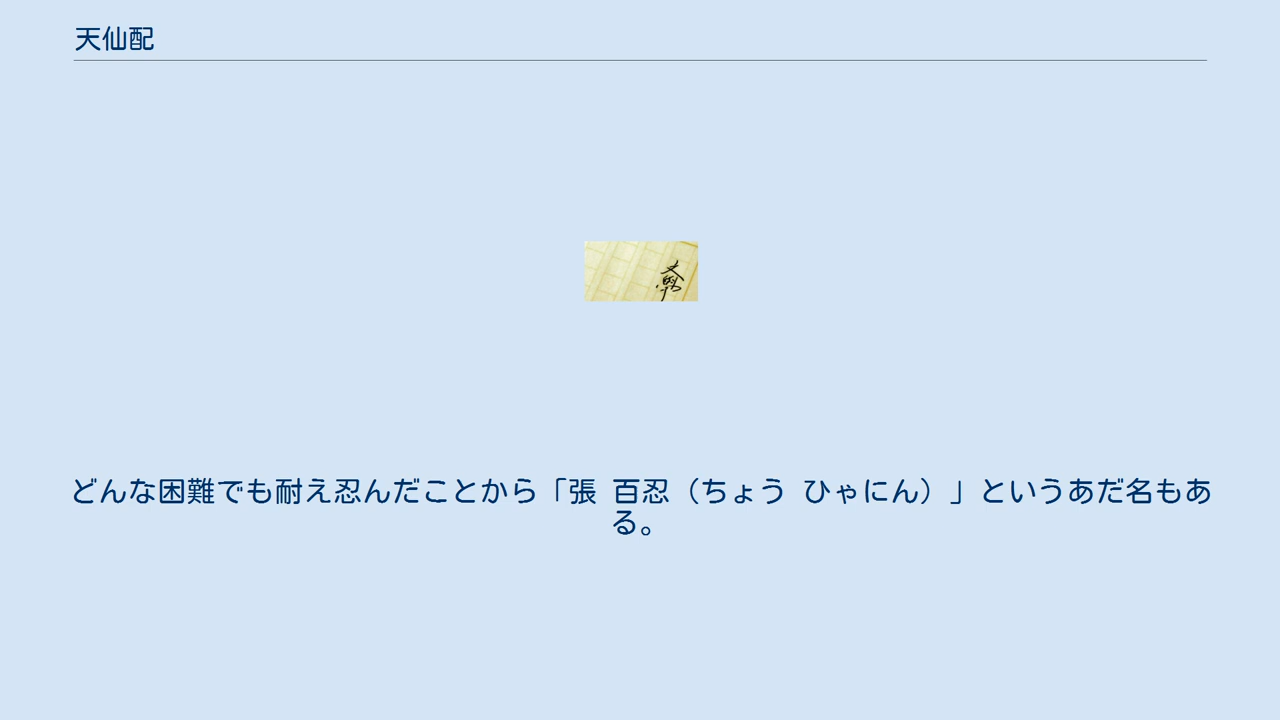 天仙配
どんな困難でも耐え忍んだことから「張 百忍（ちょう ひゃにん）」というあだ名もあ
る。